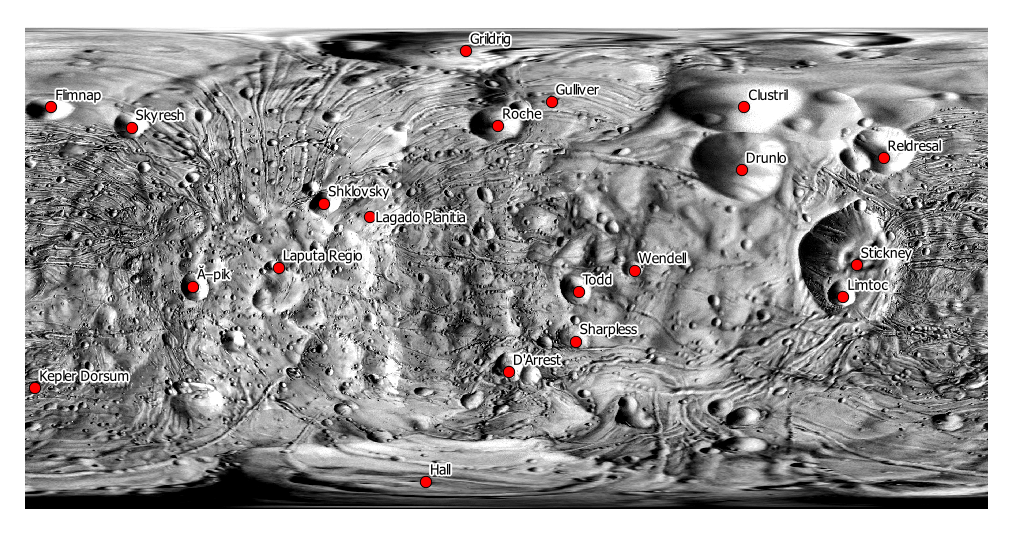 Grildrig
Flimnap
Gulliver
Clustril
Skyresh
Roche
Drunlo
Reldresal
Shklovsky
Lagado Planitia
Laputa Regio
Wendell
Stickney
Ã–pik
Todd
Limtoc
Sharpless
D'Arrest
Kepler Dorsum
Hall